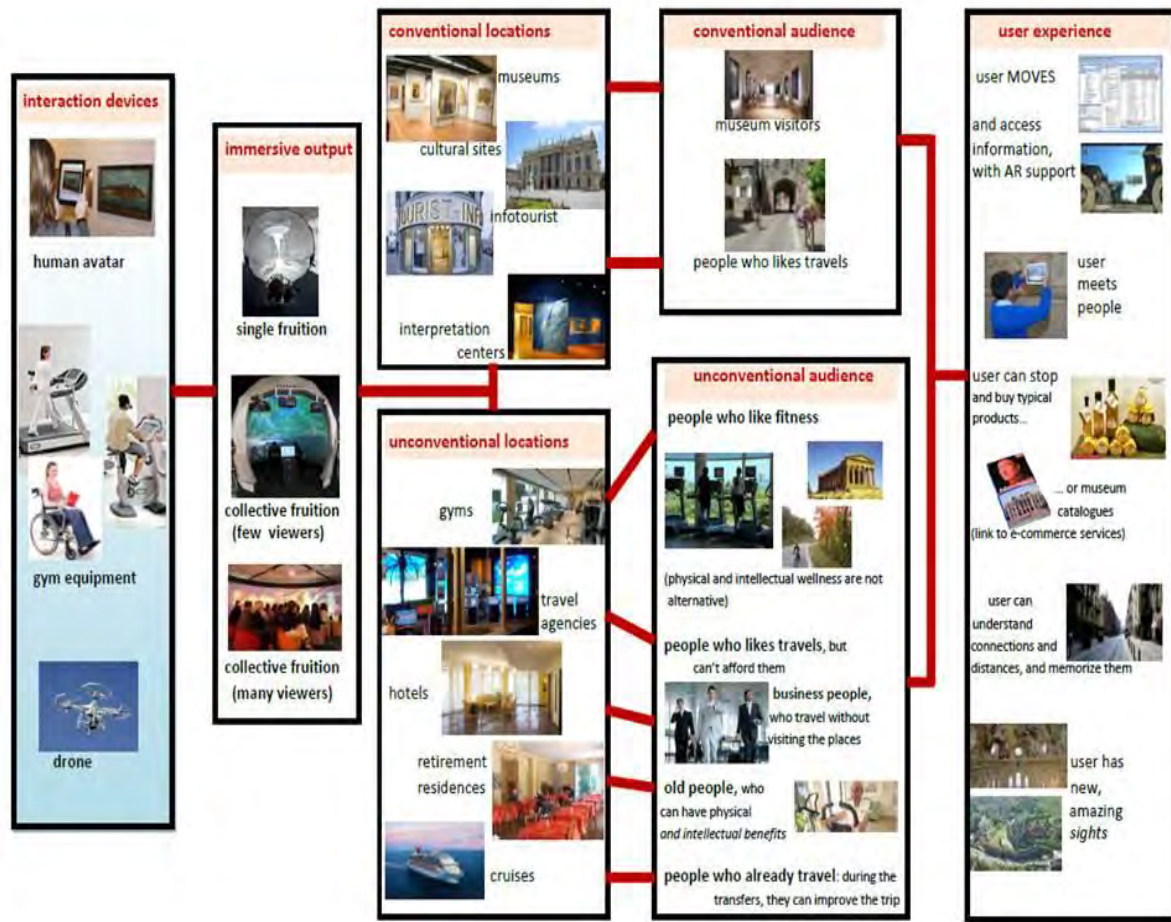 interaction devices
human avatar
gym equipment
drone
immersive output
single fruition
collective fruition
(few viewers)
collective fruition
(many viewers)
conventional locations
museums
cultural sites
infotourist
interpretation
centers
unconventional locations
gyms
travel
agencies
hotels
retirement
residences
cruises
conventional audience
museum visitors
people who likes travels
unconventional audience
people who like fitness
(physical and intellectual wellness are not
alternative)
people who likes travels, but
can't afford them
business people,
who travel without
visiting the places
old people, who
can have physical
and intellectual benefits
people who already travel: during the
transfers, they can improve the trip
user experience
user MOVES
and access
information,
with AR support
user
meets
people
user can stop
and buy typical
products...
... or museum
catalogues
(link to e-commerce services)
user can
understand
connections and
distances, and memorize them
user has
new,
amazing
sights